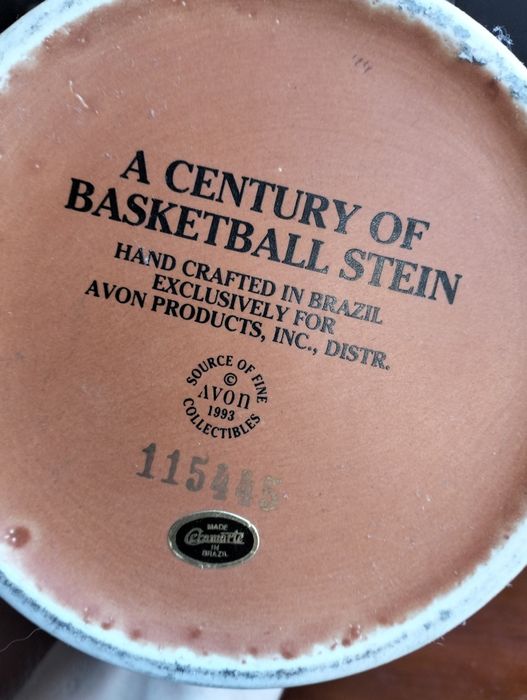 A CENTURY OF
BASKETBALL STEIN
HAND CRAFTED IN BRAZIL
EXCLUSIVELY FOR
AVON PRODUCTS, INC., DISTR.
SOURCE OF FINE
©
AVON
1993
COLLECTIBLES
115445
MADE
Ceramarte
IN
BRAZIL